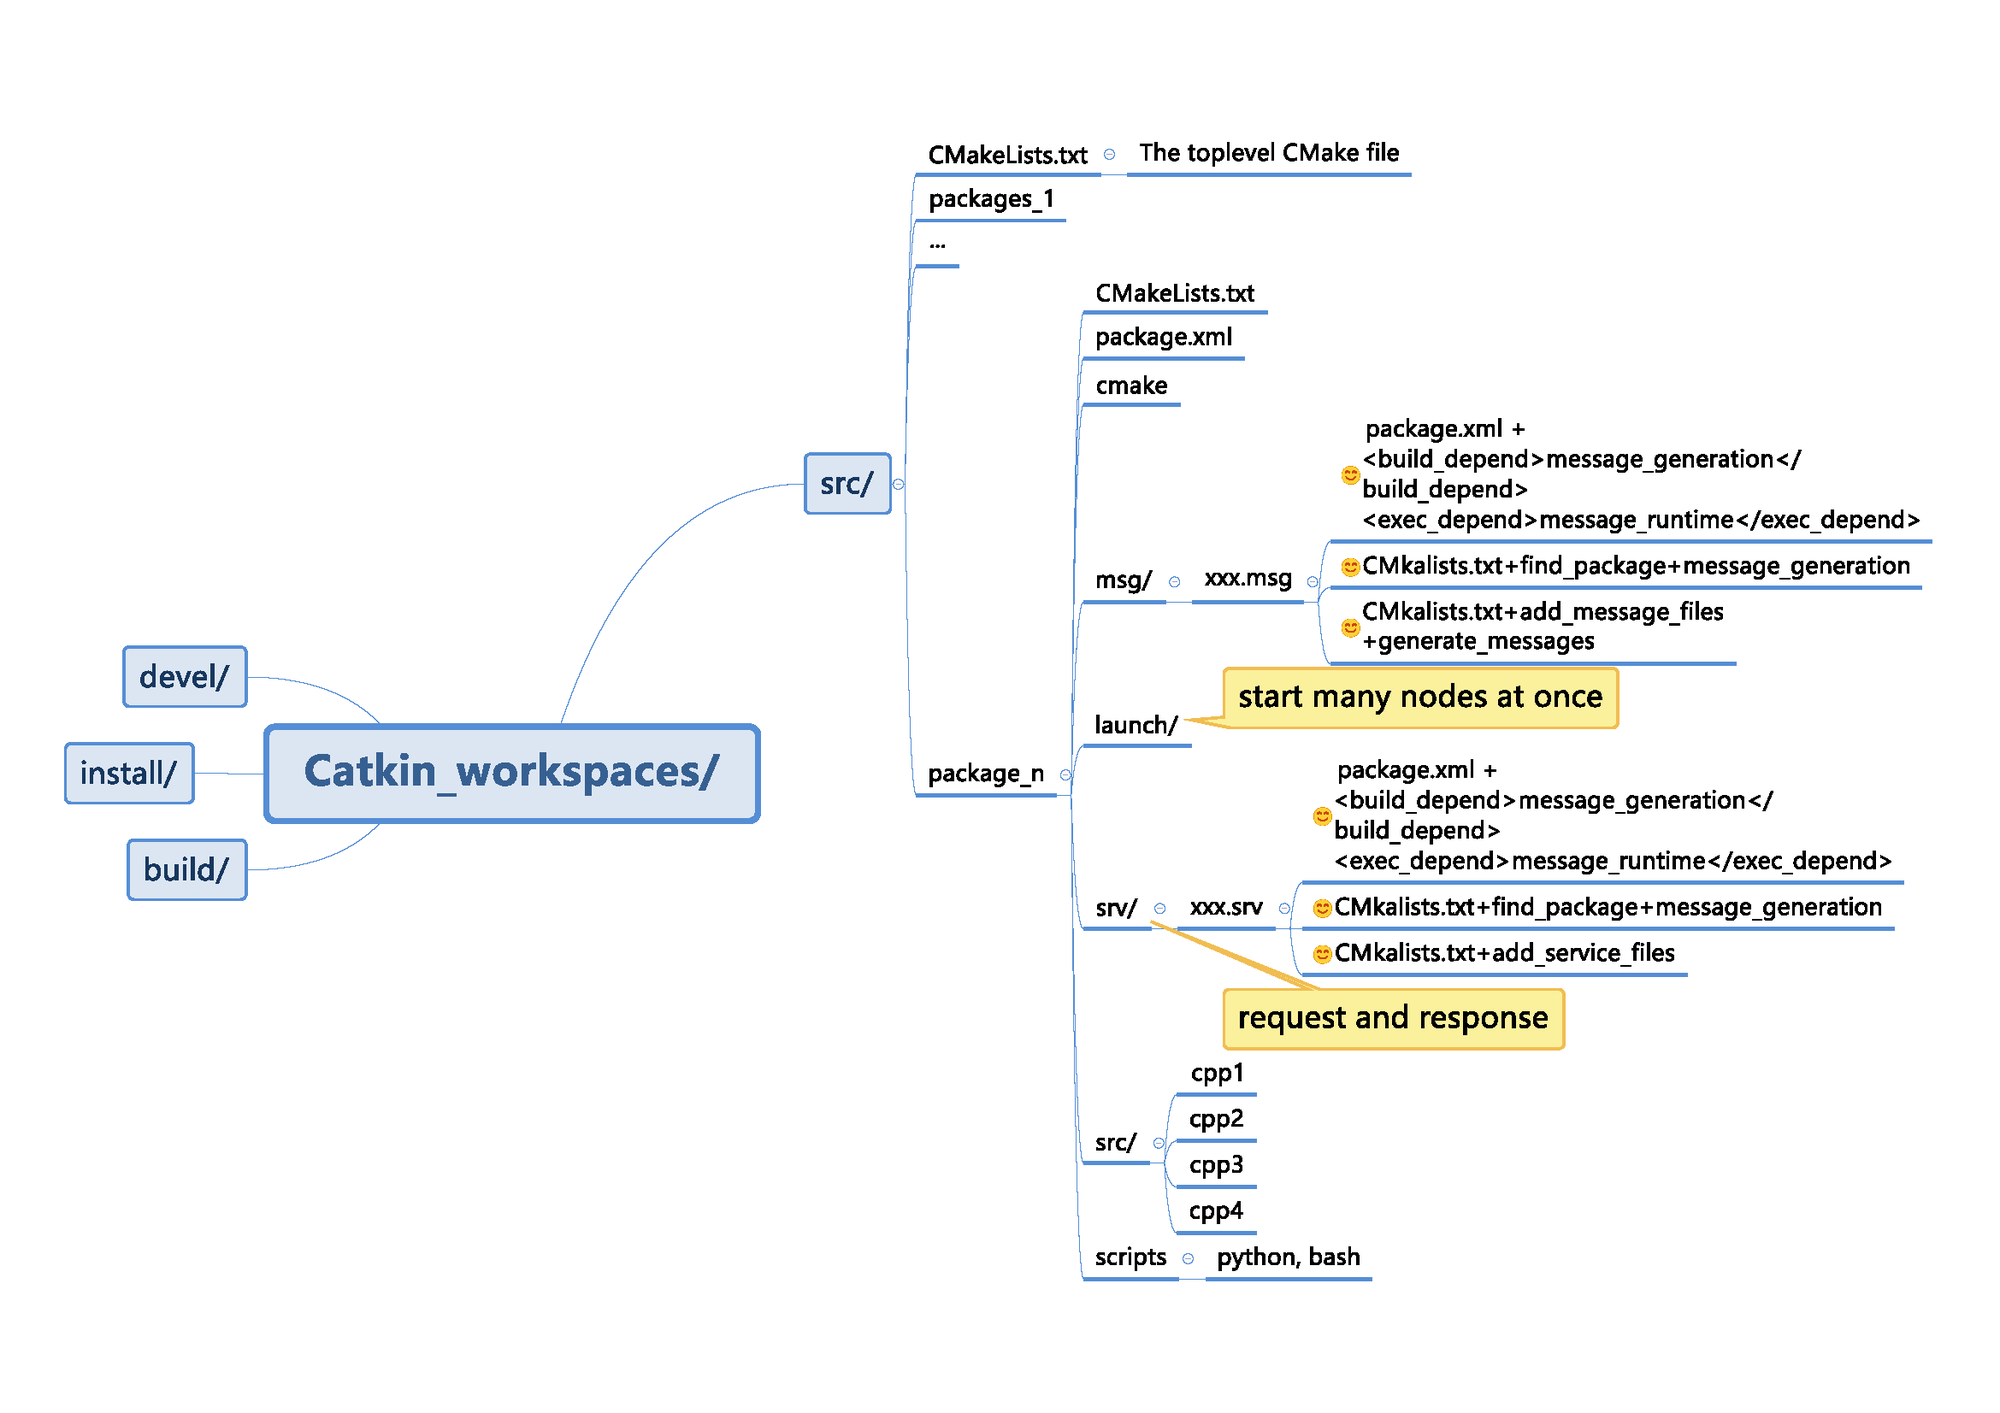 CMakeLists.txt
The toplevel CMake file
packages_1
...
CMakeLists.txt
package.xml
cmake
package.xml +
<build_depend>message_generation</
build_depend>
<exec_depend>message_runtime</exec_depend>
src/
CMkalists.txt+find_package+message_generation
msg/
xxx.msg
CMkalists.txt+add_message_files
+generate_messages
devel/
start many nodes at once
launch/
Catkin_workspaces/
install/
package_n
package.xml +
<build_depend>message_generation</
build_depend>
<exec_depend>message_runtime</exec_depend>
build/
srv/
xxx.srv
CMkalists.txt+find_package+message_generation
CMkalists.txt+add_service_files
request and response
cpp1
cpp2
src/
cpp3
cpp4
scripts
python, bash